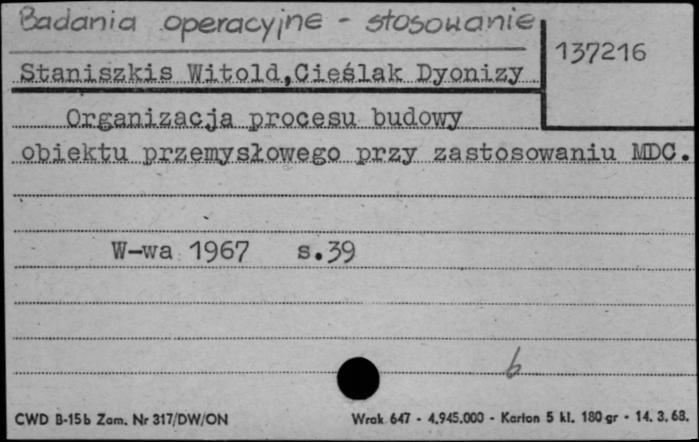 Badania operacyjne - stosowanie
137216
Staniszkis Witold,Cieślak Dyonizy
Organizacja procesu budowy
obiektu przemysłowego przy zastosowaniu MDC.
W-wa 1967 s.39
b
CWD B-15b Zam. Nr 317/DW/ON Wrak 647 - 4.945.000 - Karton 5 kl. 180 gr - 14. 3. 68.